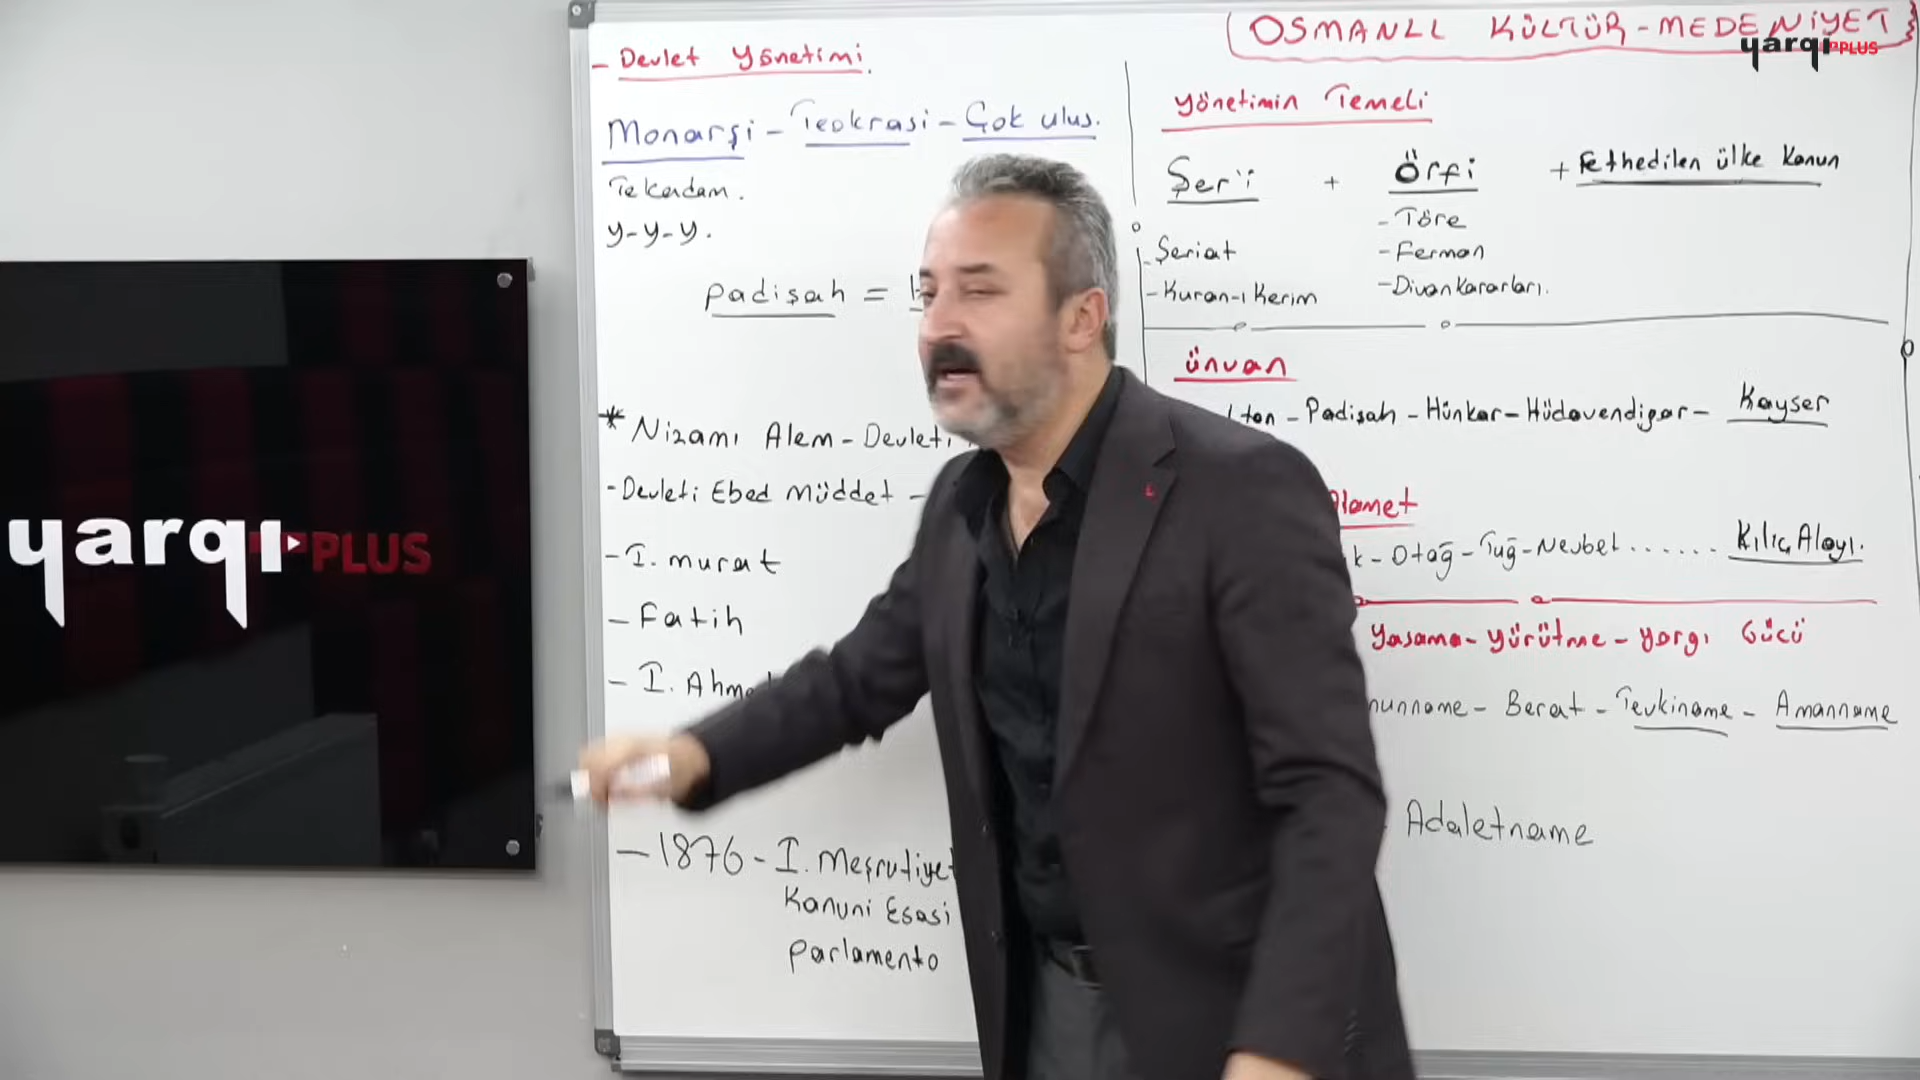 OSMANLI KÜLTÜR-MEDENİYET
yarqı PLUS
- Devlet Yönetimi.
Monarşi - Teokrasi - Çok ulus.
Tek adam.
y-y-y.
Padişah =
* Nizamı Alem - Devleti
- Devleti Ebed Müddet -
- I. murat
- Fatih
- I. Ahme
- 1876 - I. Meşrutiyet
Kanuni Esasi
Parlamento
Yönetimin Temeli
Şer'i + Örfi + Fethedilen ülke Kanun
- Şeriat
- Kuran-ı Kerim
- Töre
- Ferman
- Divan kararları.
Ünvan
ltan - Padişah - Hünkar - Hüdavendigar - Kayser
alamet
k - Otağ - Tuğ - Nevbet ...... Kılıç Alayı.
Yasama - yürütme - yargı Gücü
nunname - Berat - Tevkiname - Amanname
Adaletname
yarqı PLUS